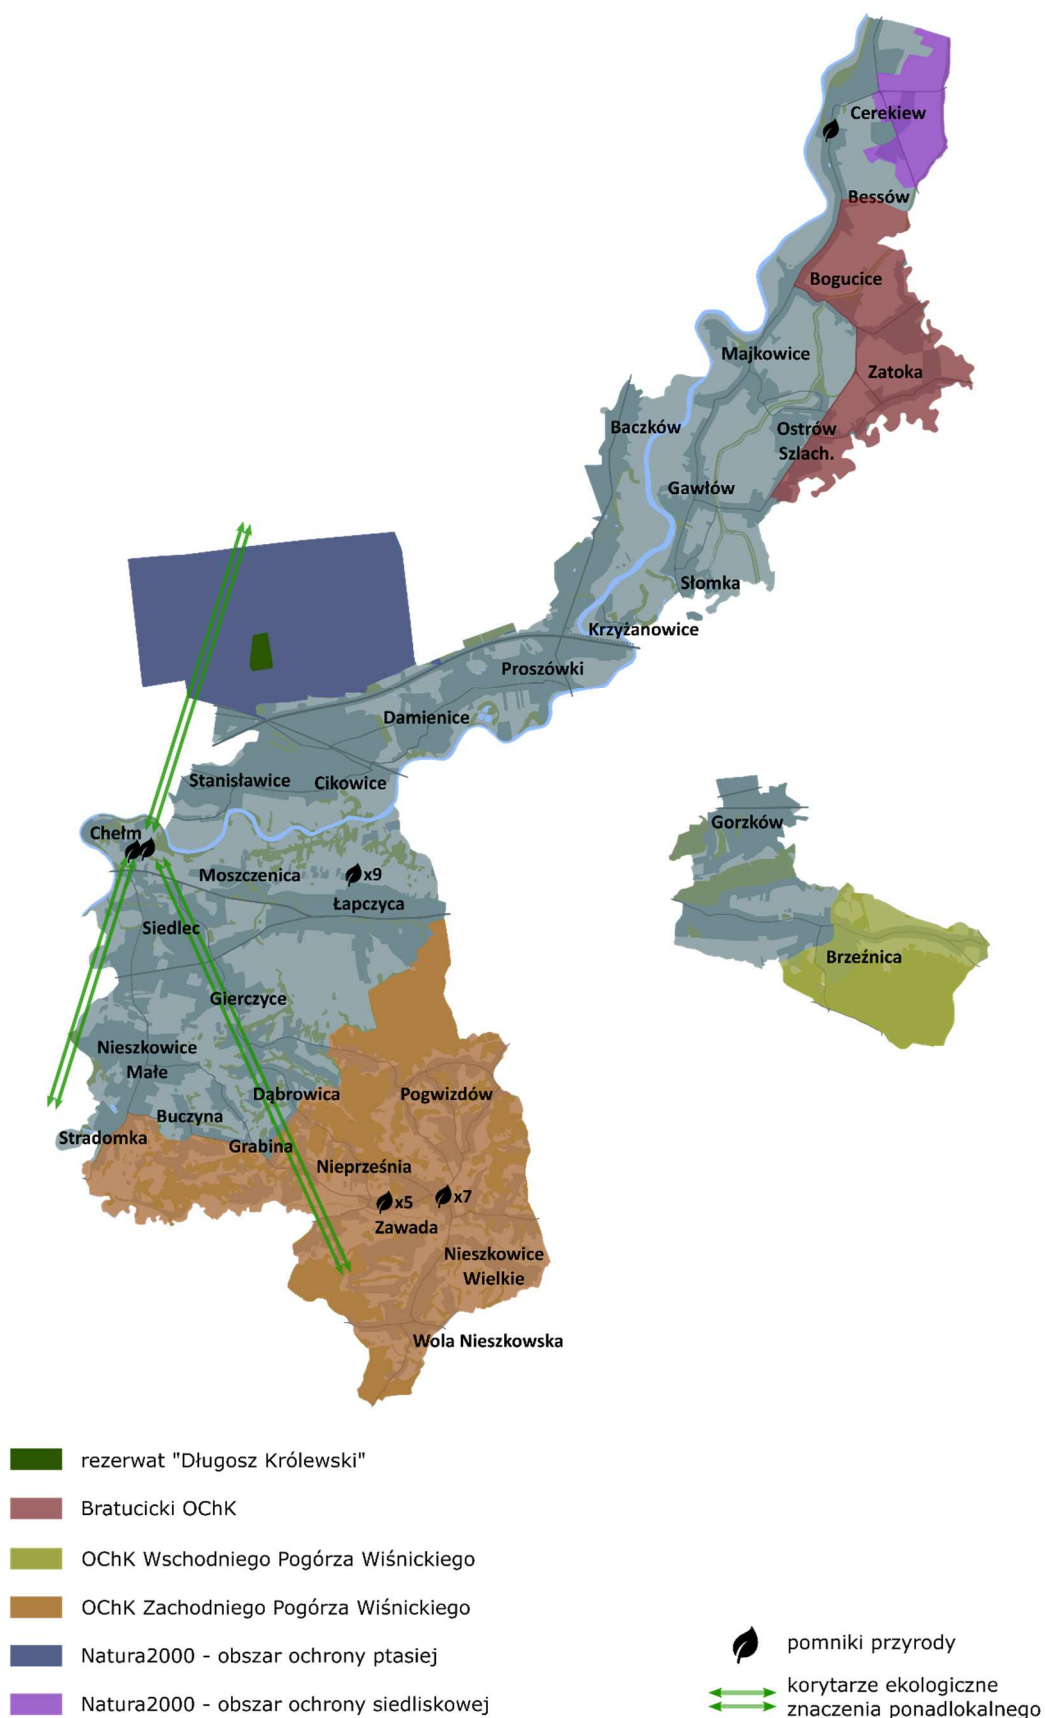 Cerekiew
Bessów
Bogucice
Majkowice
Zatoka
Baczków
Ostrów
Szlach.
Gawłów
Słomka
Krzyżanowice
Proszówki
Damienice
Stanisławice
Cikowice
Chełm
Gorzków
Moszczenica
x9
Łapczyca
Siedlec
Brzeźnica
Gierczyce
Nieszkowice
Małe
Dąbrowica
Pogwizdów
Buczyna
Stradomka
Grabina
Nieprześnia
x5
x7
Zawada
Nieszkowice
Wielkie
Wola Nieszkowska
rezerwat "Długosz Królewski"
Bratucicki OChK
OChK Wschodniego Pogórza Wiśnickiego
OChK Zachodniego Pogórza Wiśnickiego
Natura2000 - obszar ochrony ptasiej
Natura2000 - obszar ochrony siedliskowej
pomniki przyrody
korytarze ekologiczne
znaczenia ponadlokalnego